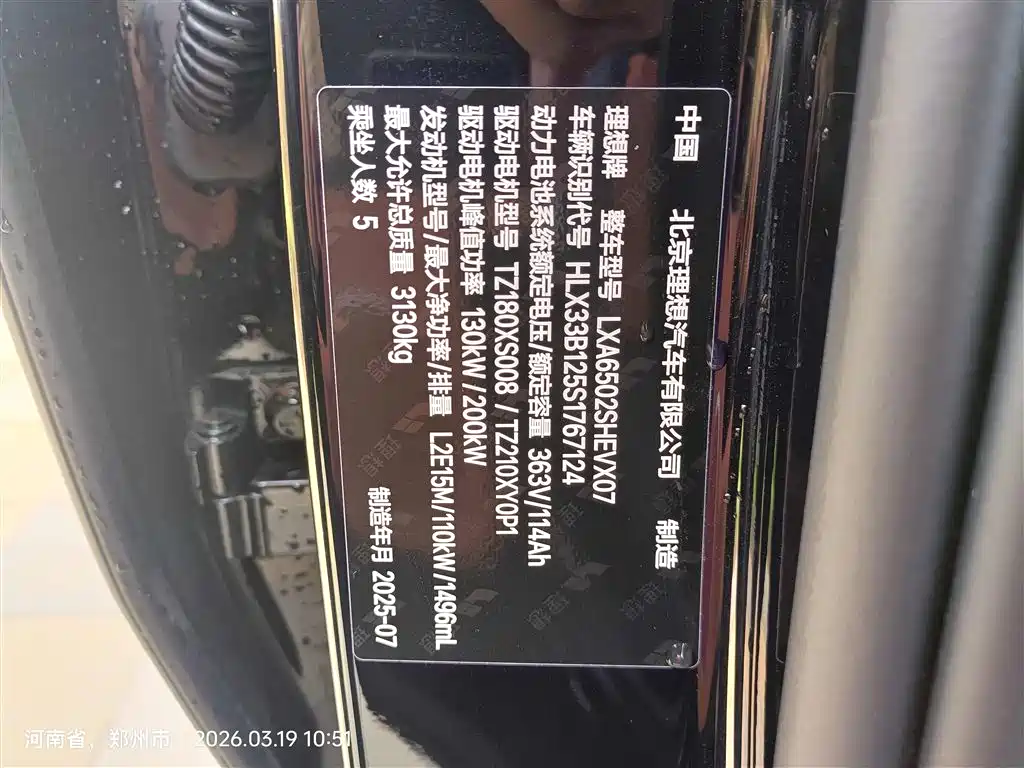 中国 北京理想汽车有限公司 制造
理想牌 整车型号 LXA6502SHEVX07
车辆识别代号 HLX33B125S1767124
动力电池系统额定电压/额定容量 363V/114Ah
驱动电机型号 TZ180XS008 / TZ210XY0P1
驱动电机峰值功率 130kW / 200kW
发动机型号/最大净功率/排量 L2E15M/110kW/1496mL
最大允许总质量 3130kg 制造年月 2025-07
乘坐人数 5
河南省，郑州市 2026.03.19 10:51